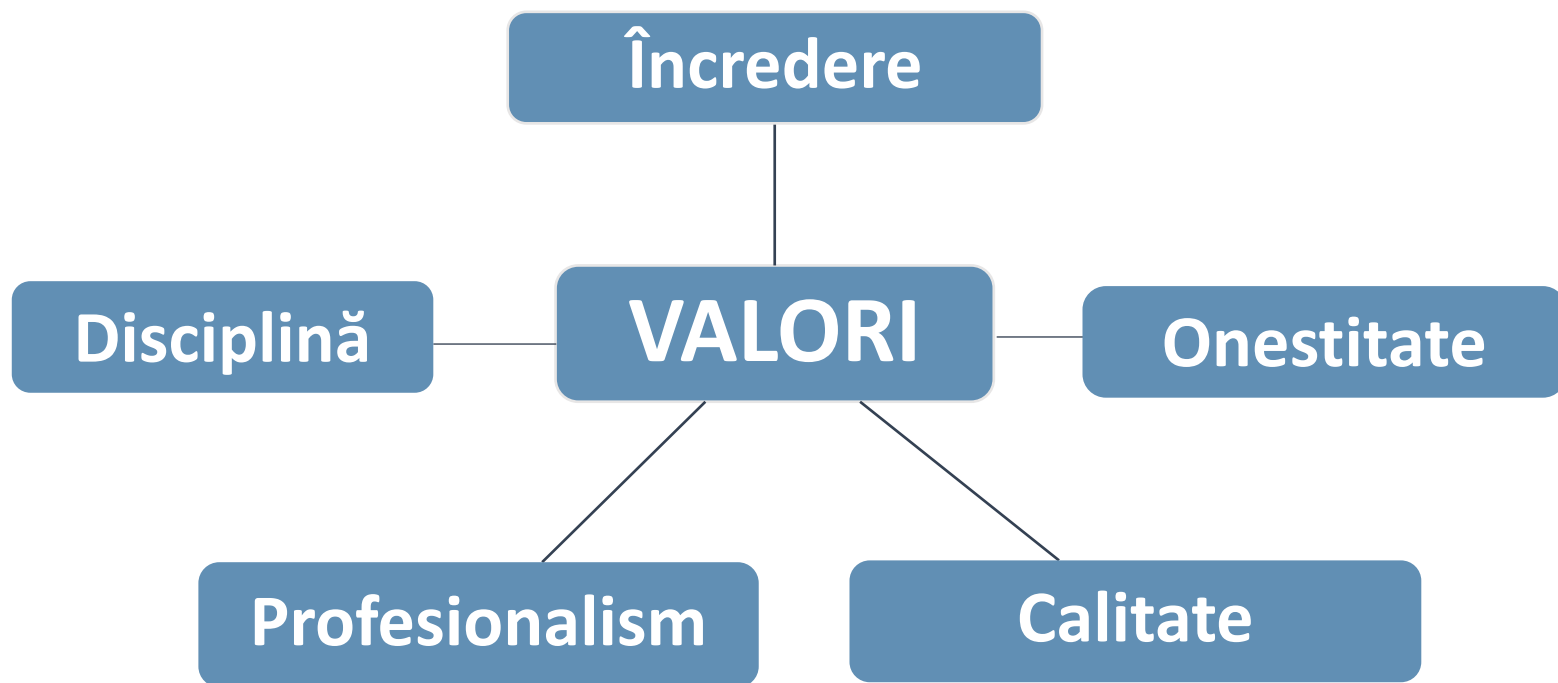 Încredere
Disciplină
VALORI
Onestitate
Profesionalism
Calitate